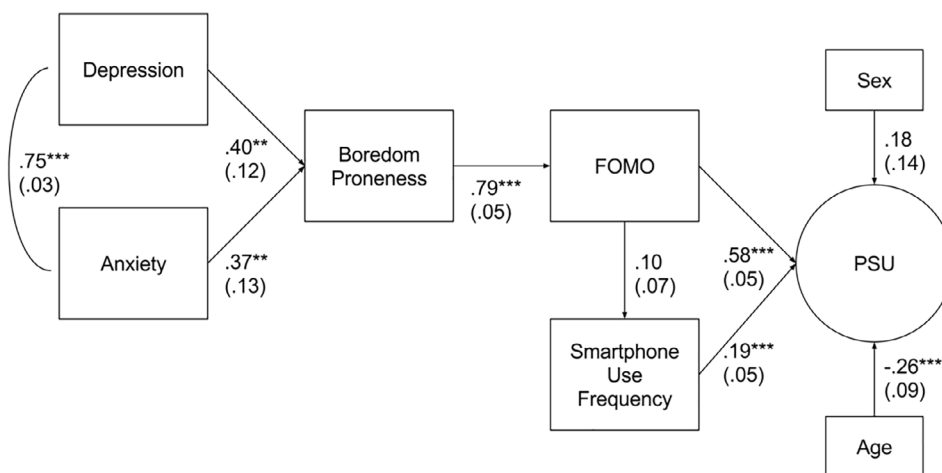 Depression
Sex
.75***
(.03)
.40**
(.12)
Boredom
Proneness
.79***
(.05)
FOMO
.18
(.14)
Anxiety
.37**
(.13)
.10
(.07)
.58***
(.05)
PSU
Smartphone
Use
Frequency
.19***
(.05)
-.26***
(.09)
Age